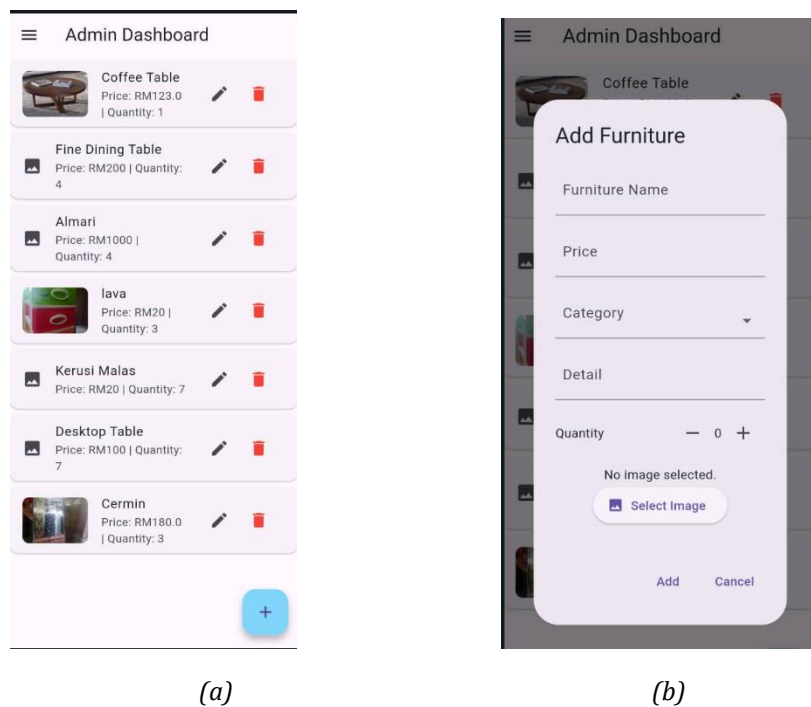 Admin Dashboard
Coffee Table
Price: RM123.0
| Quantity: 1
Fine Dining Table
Price: RM200 | Quantity:
4
Almari
Price: RM1000 |
Quantity: 4
lava
Price: RM20 |
Quantity: 3
Kerusi Malas
Price: RM20 | Quantity: 7
Desktop Table
Price: RM100 | Quantity:
7
Cermin
Price: RM180.0
| Quantity: 3
+
(a)
Admin Dashboard
Coffee Table
Add Furniture
Furniture Name
Price
Category
Detail
Quantity — 0 +
No image selected.
Select Image
Add Cancel
(b)